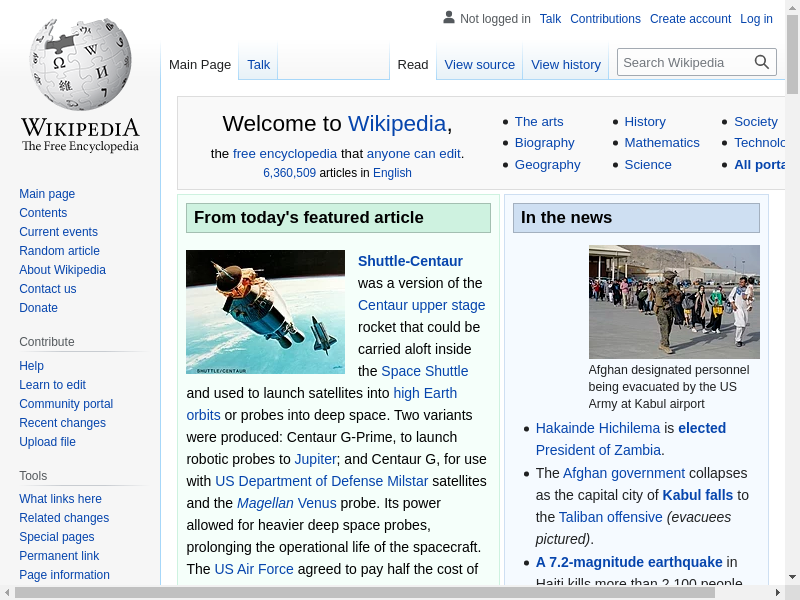 Not logged in Talk Contributions Create account Log in
Main Page Talk Read View source View history Search Wikipedia
WIKIPEDIA
The Free Encyclopedia
Main page
Contents
Current events
Random article
About Wikipedia
Contact us
Donate
Contribute
Help
Learn to edit
Community portal
Recent changes
Upload file
Tools
What links here
Related changes
Special pages
Permanent link
Page information
Welcome to Wikipedia,
the free encyclopedia that anyone can edit.
6,360,509 articles in English
The arts
Biography
Geography
History
Mathematics
Science
Society
All
From today's featured article
SHUTTLE/CENTAUR
Shuttle-Centaur
was a version of the
Centaur upper stage
rocket that could be
carried aloft inside
the Space Shuttle
and used to launch satellites into high Earth
orbits or probes into deep space. Two variants
were produced: Centaur G-Prime, to launch
robotic probes to Jupiter; and Centaur G, for use
with US Department of Defense Milstar satellites
and the Magellan Venus probe. Its power
allowed for heavier deep space probes,
prolonging the operational life of the spacecraft.
The US Air Force agreed to pay half the cost of
In the news
Afghan designated personnel
being evacuated by the US
Army at Kabul airport
Hakainde Hichilema is elected
President of Zambia.
The Afghan government collapses
as the capital city of Kabul falls to
the Taliban offensive (evacuees
pictured).
A 7.2-magnitude earthquake in
Haiti kills more than 2,100 people